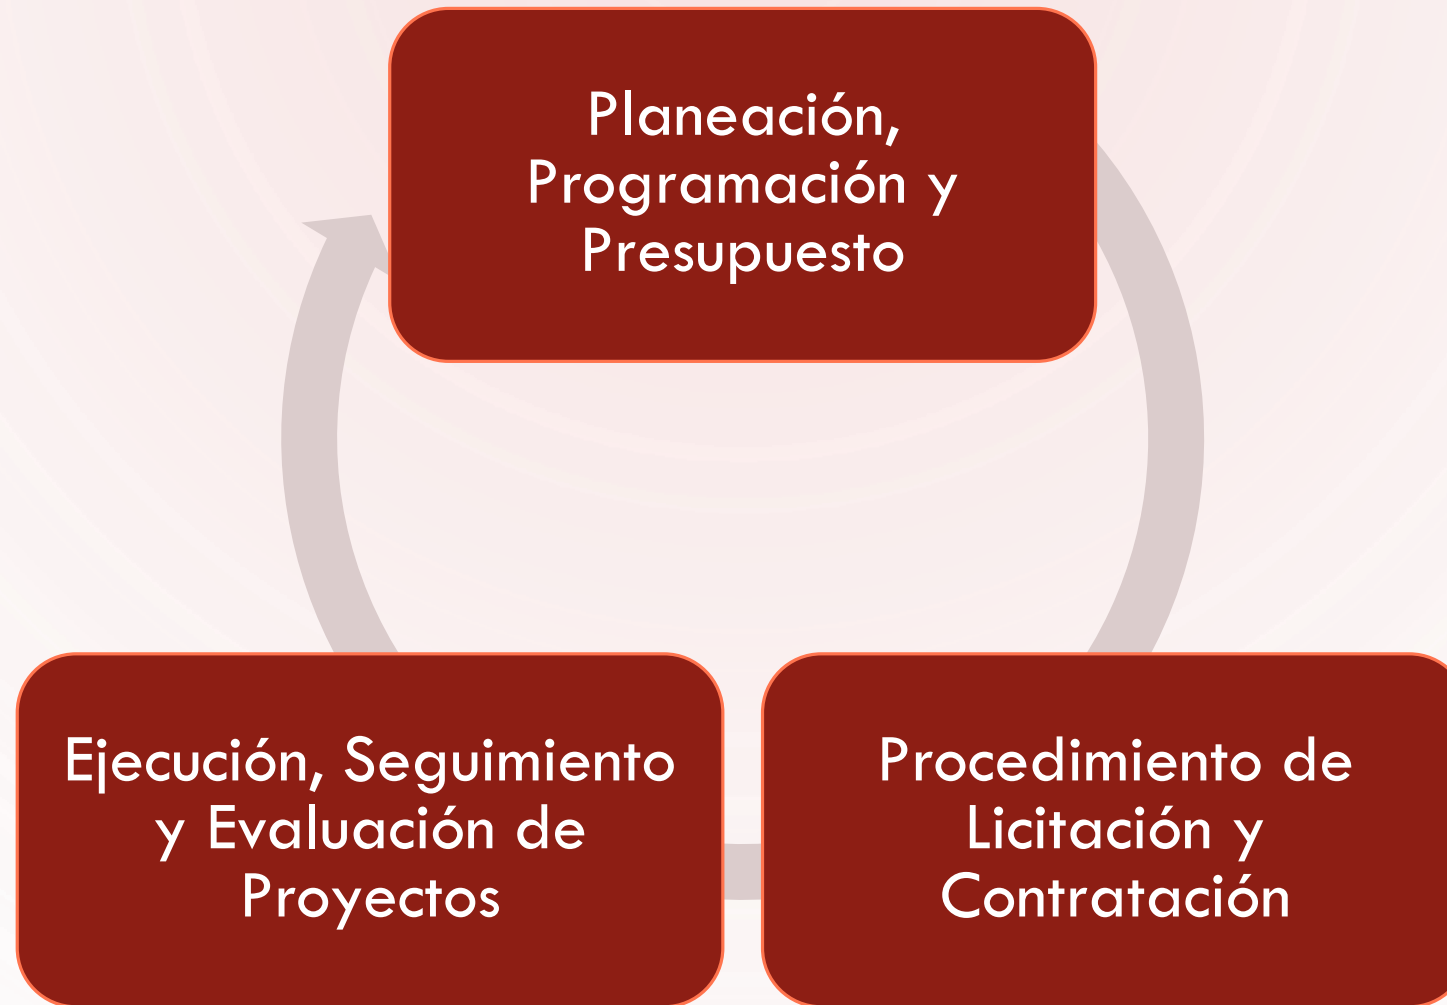 Planeación,
Programación y
Presupuesto
Ejecución, Seguimiento
y Evaluación de
Proyectos
Procedimiento de
Licitación y
Contratación